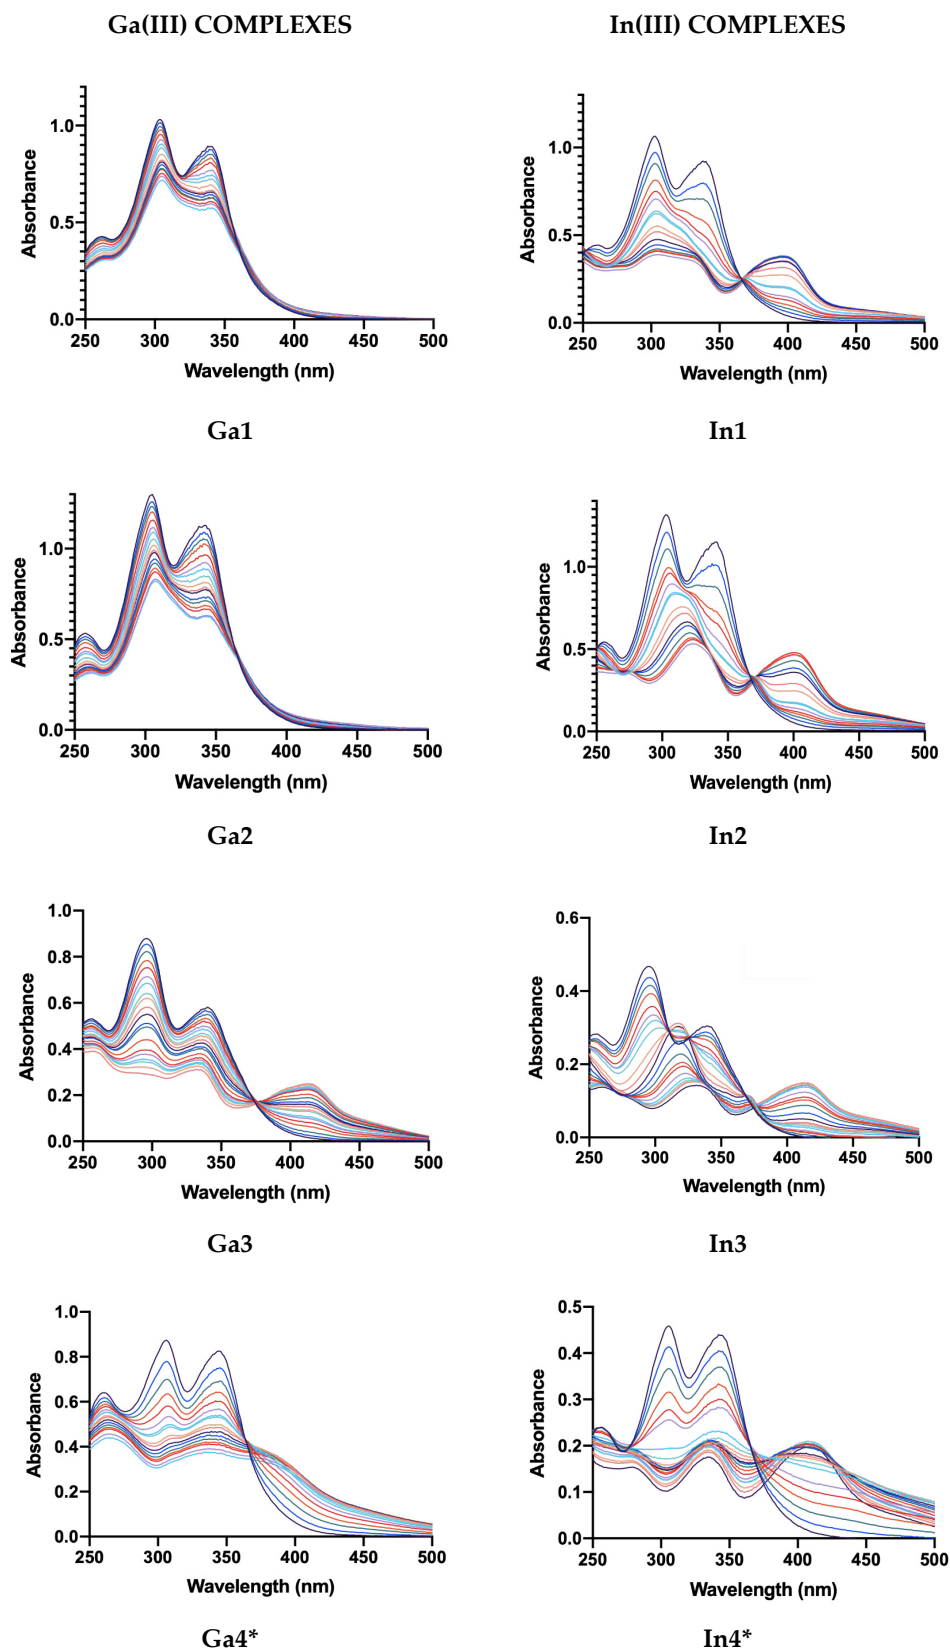 Ga(III) COMPLEXES
In(III) COMPLEXES
Absorbance
1.0
0.5
0.0
250 300 350 400 450 500
Wavelength (nm)
Ga1
Absorbance
1.0
0.5
0.0
250 300 350 400 450 500
Wavelength (nm)
In1
Absorbance
1.0
0.5
0.0
250 300 350 400 450 500
Wavelength (nm)
Ga2
Absorbance
1.0
0.5
0.0
250 300 350 400 450 500
Wavelength (nm)
In2
Absorbance
1.0
0.8
0.6
0.4
0.2
0.0
250 300 350 400 450 500
Wavelength (nm)
Ga3
Absorbance
0.6
0.4
0.2
0.0
250 300 350 400 450 500
Wavelength (nm)
In3
Absorbance
1.0
0.8
0.6
0.4
0.2
0.0
250 300 350 400 450 500
Wavelength (nm)
Ga4*
Absorbance
0.5
0.4
0.3
0.2
0.1
0.0
250 300 350 400 450 500
Wavelength (nm)
In4*